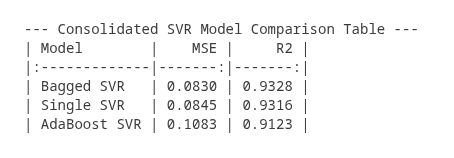 --- Consolidated SVR Model Comparison Table ---
| Model        |    MSE |     R2 |
|:-------------|-------:|-------:|
| Bagged SVR   | 0.0830 | 0.9328 |
| Single SVR   | 0.0845 | 0.9316 |
| AdaBoost SVR | 0.1083 | 0.9123 |